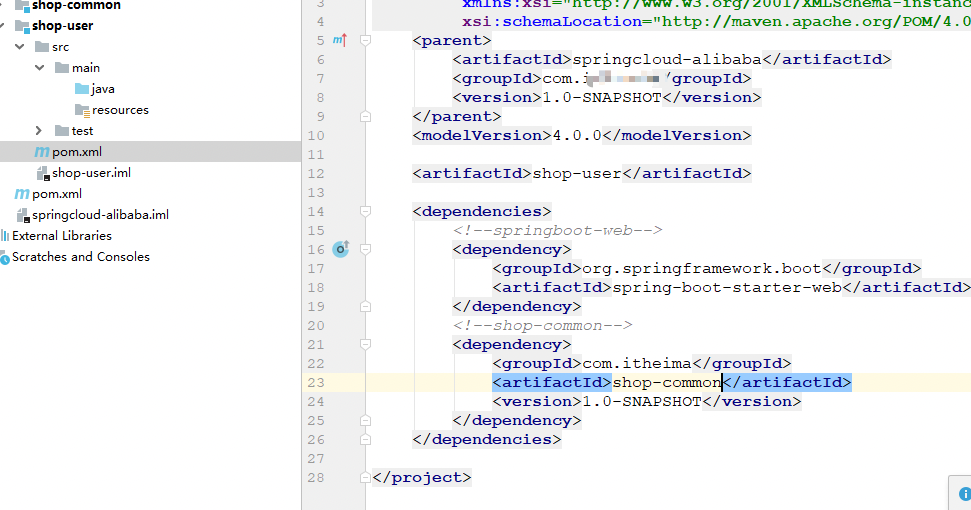 shop-common
shop-user
src
main
java
resources
test
pom.xml
shop-user.iml
pom.xml
springcloud-alibaba.iml
External Libraries
Scratches and Consoles
3 xmlns:xsi="http://www.w3.org/2001/XMLSchema-instanc
4 xsi:schemaLocation="http://maven.apache.org/POM/4.0
5 <parent>
6 <artifactId>springcloud-alibaba</artifactId>
7 <groupId>com.i /groupId>
8 <version>1.0-SNAPSHOT</version>
9 </parent>
10 <modelVersion>4.0.0</modelVersion>
11
12 <artifactId>shop-user</artifactId>
13
14 <dependencies>
15 <!--springboot-web-->
16 <dependency>
17 <groupId>org.springframework.boot</groupId>
18 <artifactId>spring-boot-starter-web</artifactId>
19 </dependency>
20 <!--shop-common-->
21 <dependency>
22 <groupId>com.itheima</groupId>
23 <artifactId>shop-common</artifactId>
24 <version>1.0-SNAPSHOT</version>
25 </dependency>
26 </dependencies>
27
28 </project>